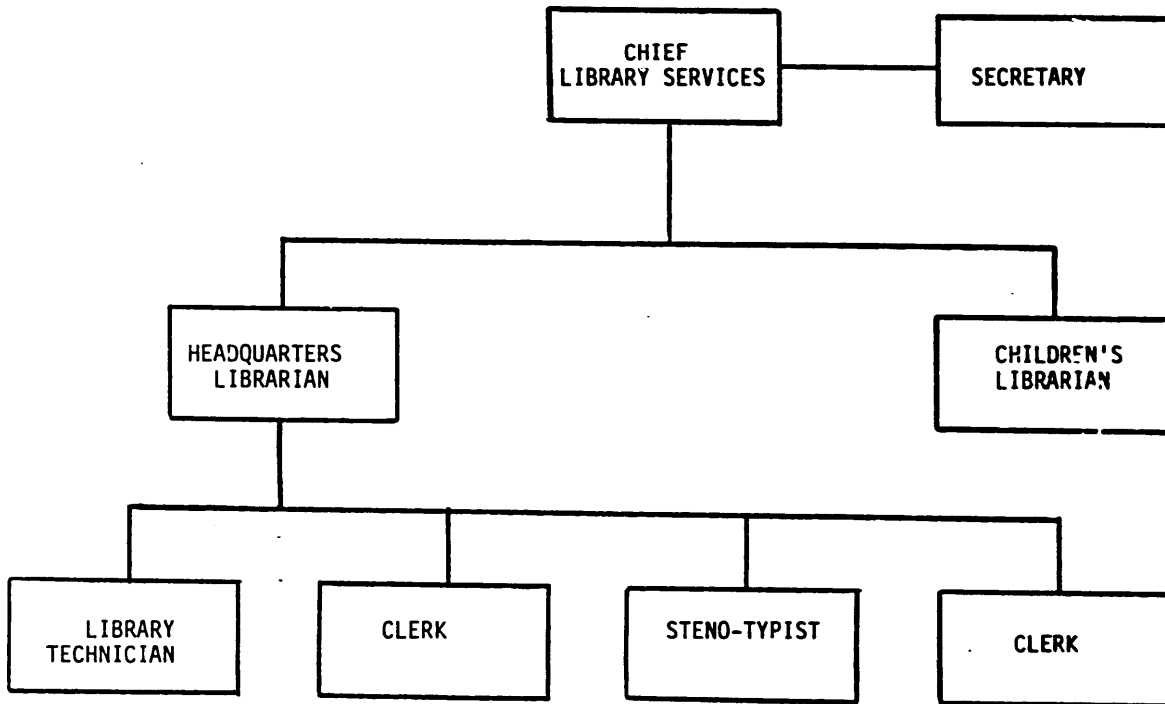 CHIEF
LIBRARY SERVICES
SECRETARY
HEADQUARTERS
LIBRARIAN
CHILDREN'S
LIBRARIAN
LIBRARY
TECHNICIAN
CLERK
STENO-TYPIST
CLERK